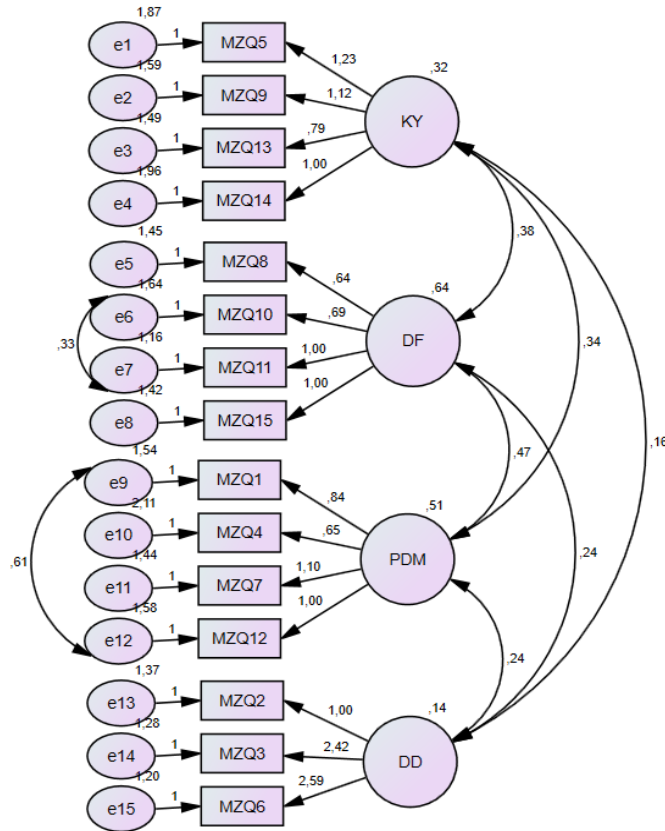 1,87
e1 1 MZQ5
1,23
,32
1,59
e2 1 MZQ9
1,12
KY
1,49
e3 1 MZQ13
,79
1,96
e4 1 MZQ14
1,00
,38
1,45
e5 1 MZQ8
,64
,64
1,64
e6 1 MZQ10
,69
DF
,33
,34
1,16
e7 1 MZQ11
1,00
1,42
e8 1 MZQ15
1,00
,16
1,54
e9 1 MZQ1
,84
,47
,51
2,11
e10 1 MZQ4
,65
PDM
,24
,61
1,44
e11 1 MZQ7
1,10
1,58
e12 1 MZQ12
1,00
,24
1,37
e13 1 MZQ2
1,00
,14
1,28
e14 1 MZQ3
2,42
DD
1,20
e15 1 MZQ6
2,59